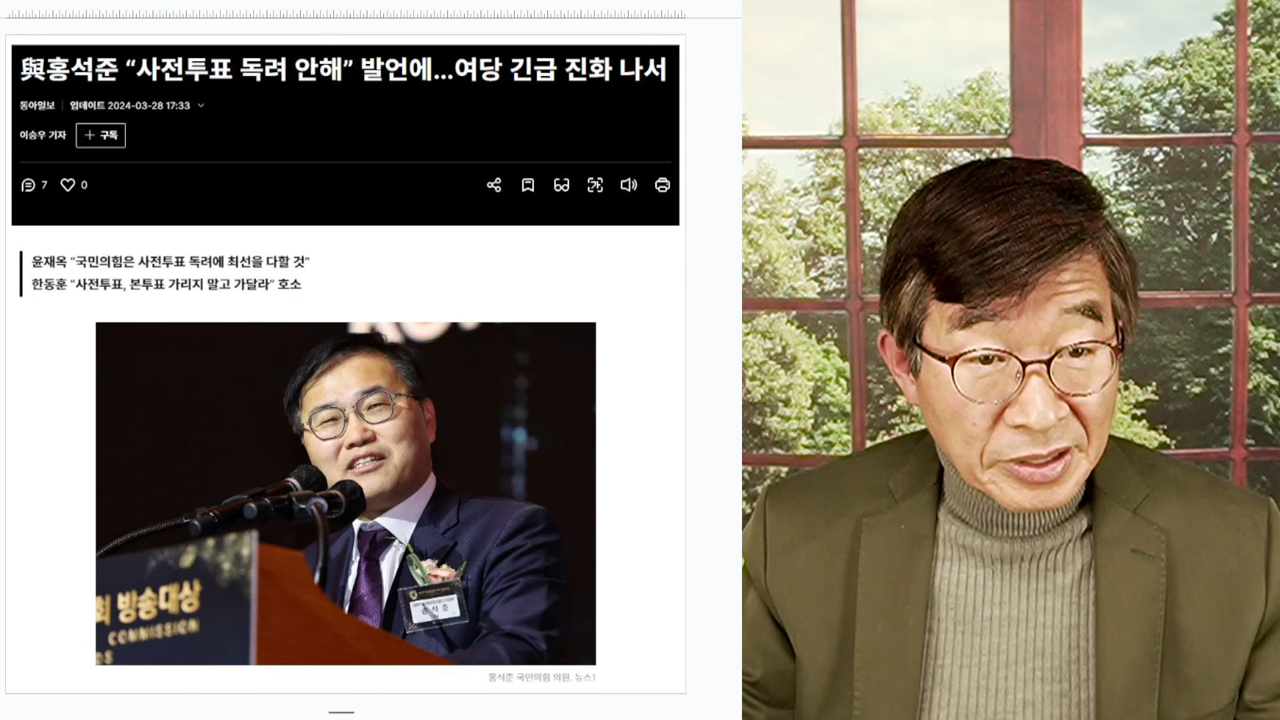 與홍석준 “사전투표 독려 안해” 발언에...여당 긴급 진화 나서
동아일보 업데이트 2024-03-28 17:33
이승우 기자 + 구독
7 0
윤재옥 “국민의힘은 사전투표 독려에 최선을 다할 것”
한동훈 “사전투표, 본투표 가리지 말고 가달라” 호소
회 방송대상
COMMISSION
홍석준 국민의힘 의원. 뉴스1